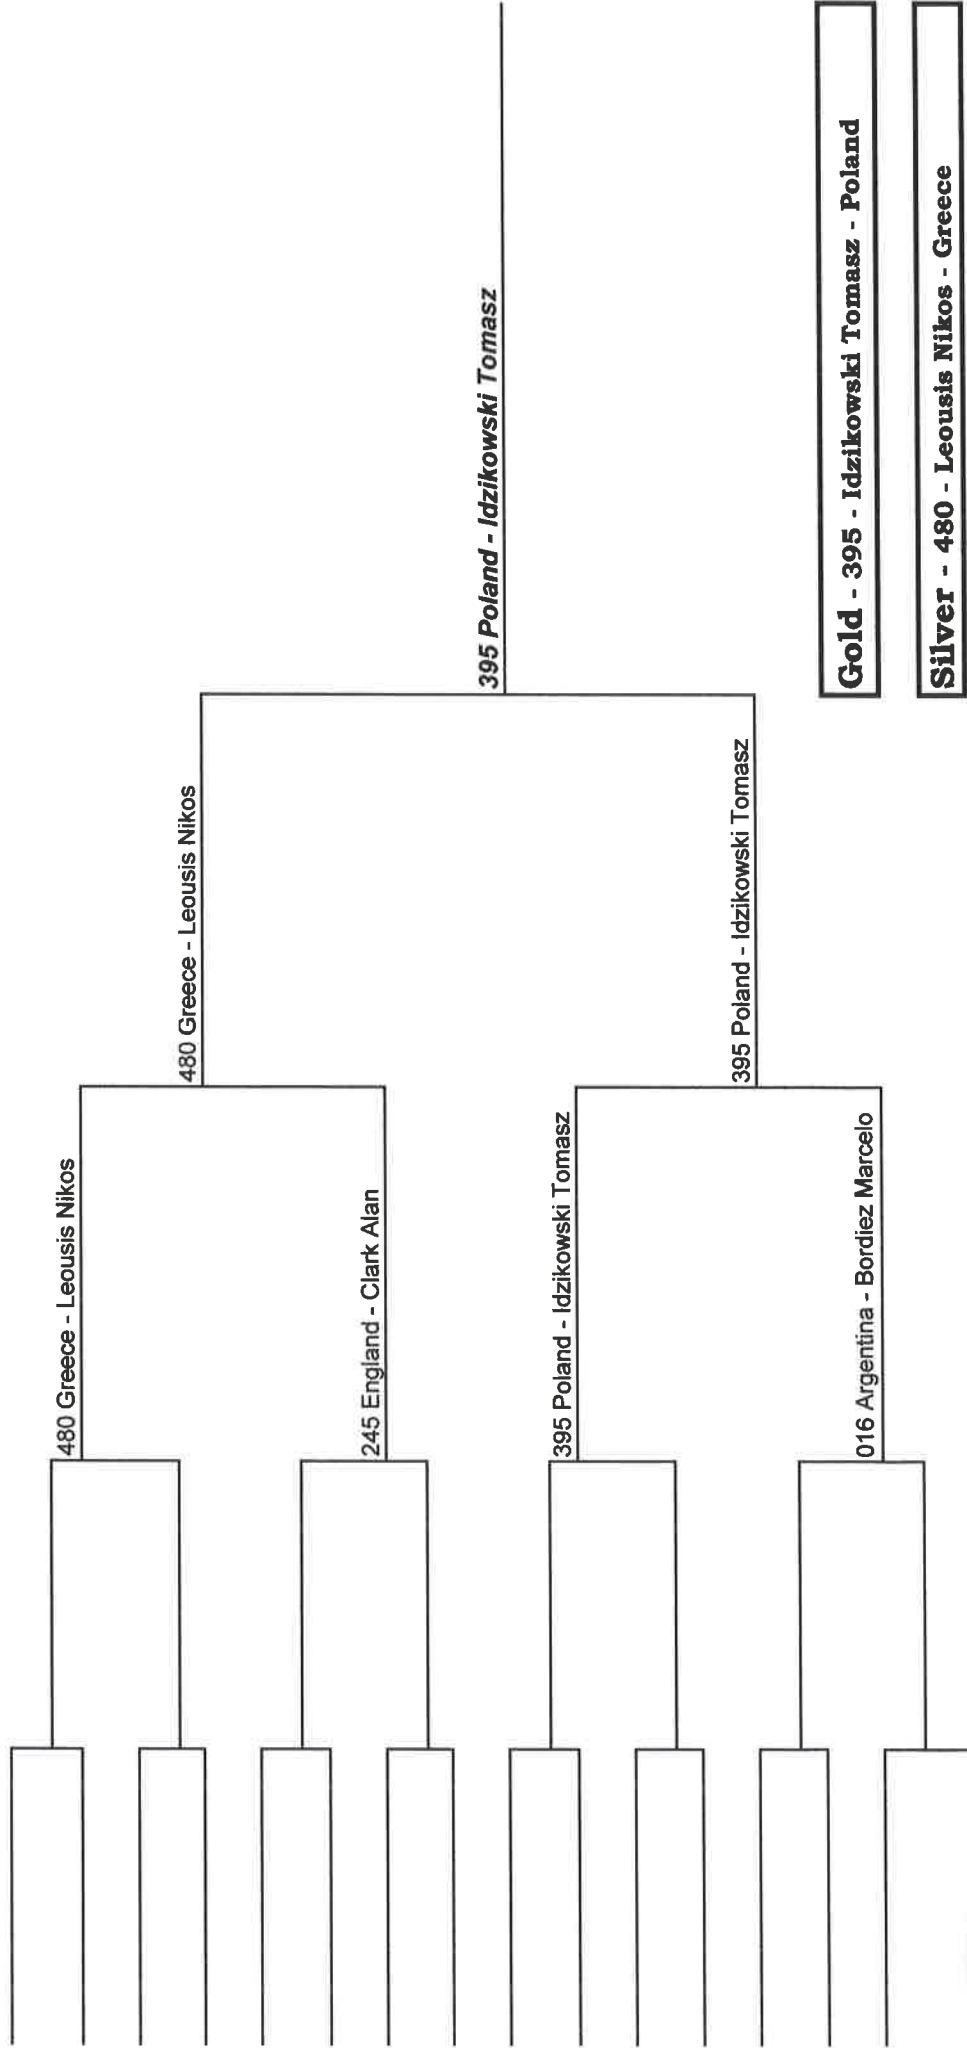 480 Greece - Leousis Nikos
245 England - Clark Alan
395 Poland - Idzikowski Tomasz
016 Argentina - Bordiez Marcelo
480 Greece - Leousis Nikos
395 Poland - Idzikowski Tomasz
395 Poland - Idzikowski Tomasz
Gold - 395 - Idzikowski Tomasz - Poland
Silver - 480 - Leousis Nikos - Greece